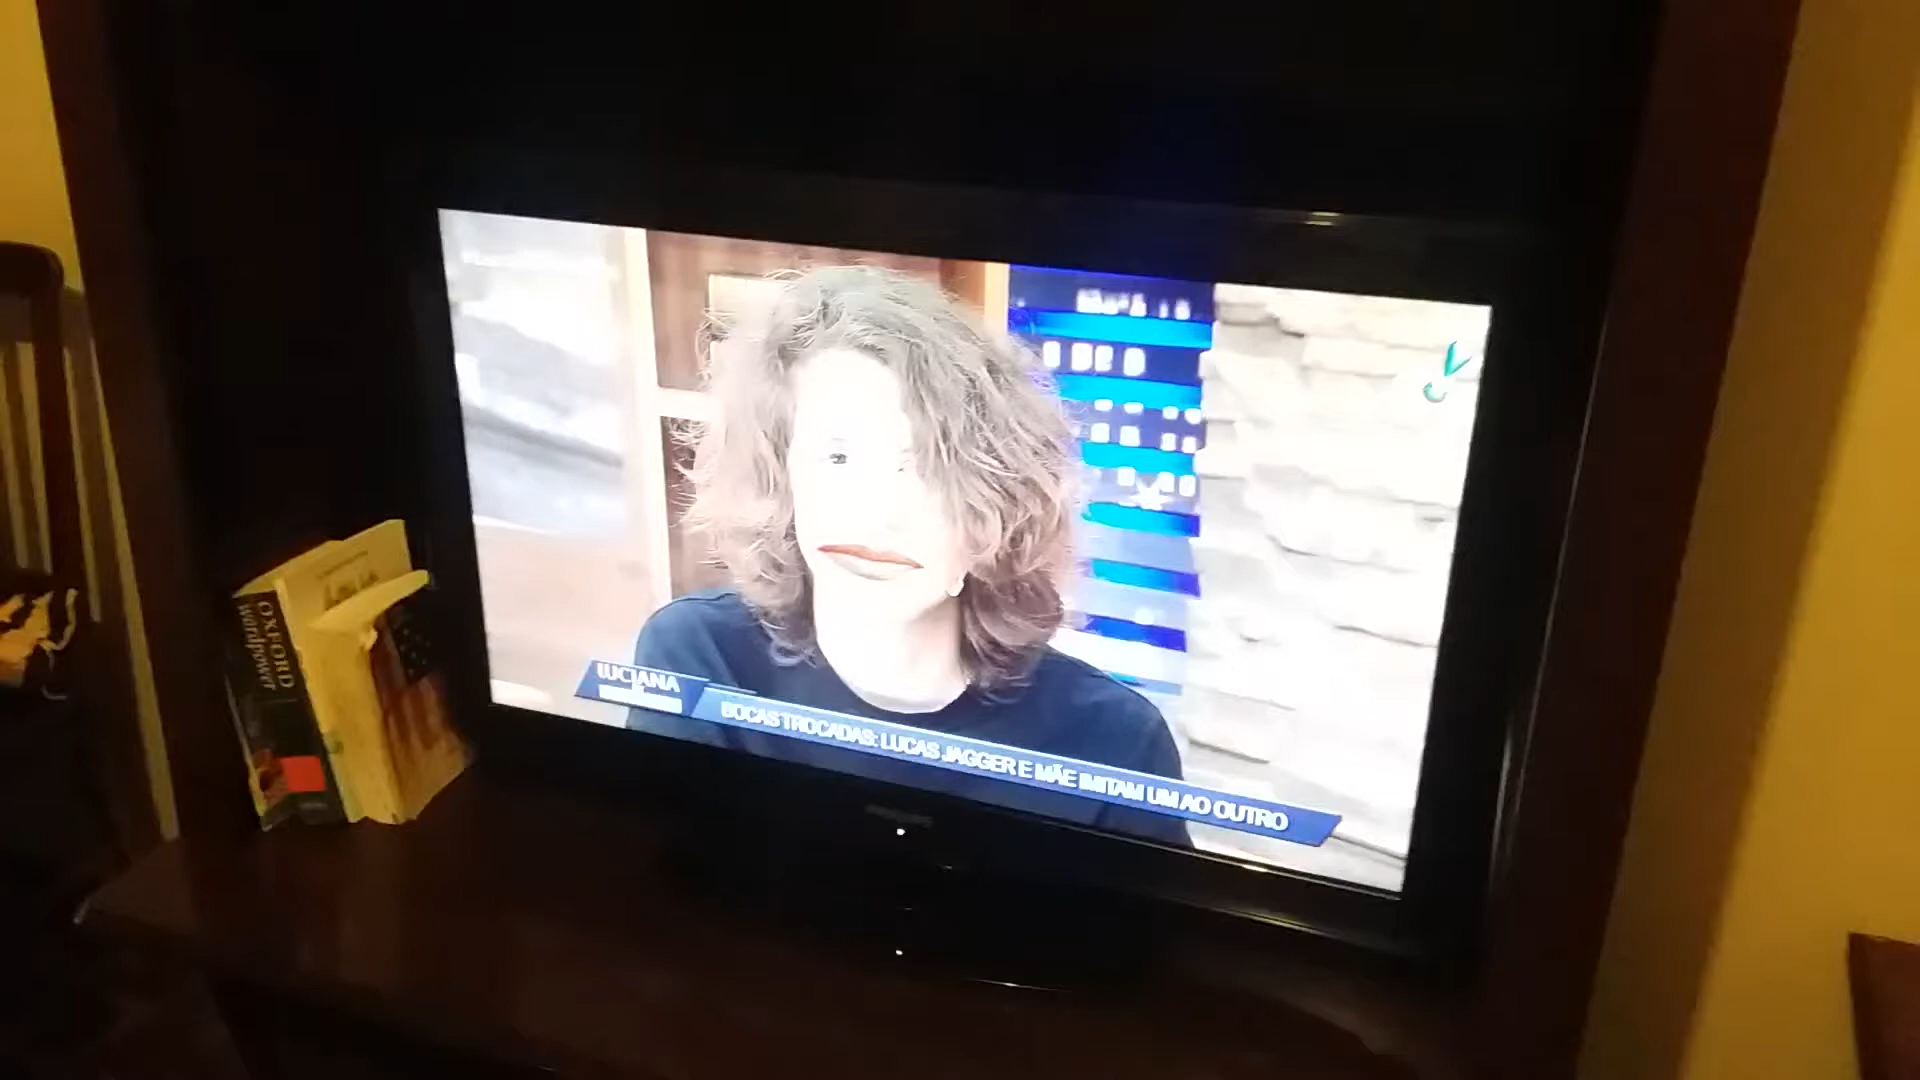 LUCIANA
BOCAS TROCADAS: LUCAS JAGGER E MÃE IMITAM UM AO OUTRO
OXFORD
wordpower